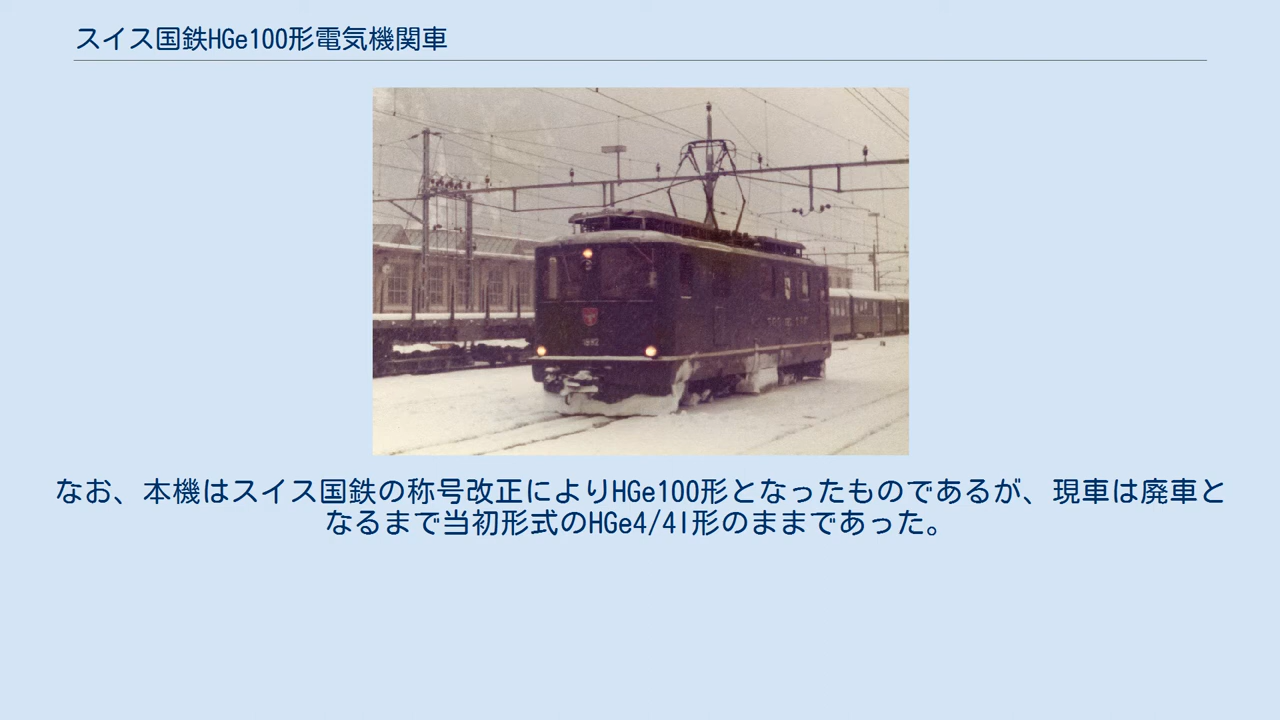 スイス国鉄HGe100形電気機関車
なお、本機はスイス国鉄の称号改正によりHGe100形となったものであるが、現車は廃車と
なるまで当初形式のHGe4/4I形のままであった。